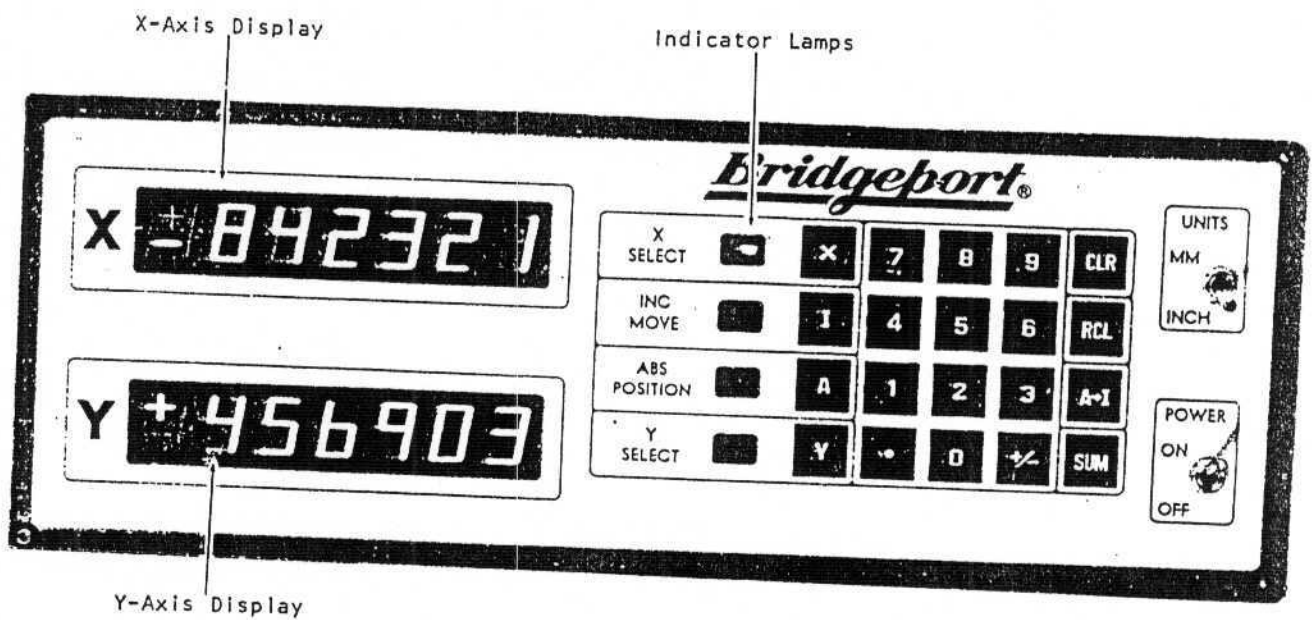 X-Axis Display
Indicator Lamps
Bridgeport®
X
± 842321
Y
+ 456903
X SELECT
X
7
8
9
CLR
INC MOVE
I
4
5
6
RCL
ABS POSITION
A
1
2
3
A→I
Y SELECT
Y
.
0
+/-
SUM
UNITS
MM
INCH
POWER
ON
OFF
Y-Axis Display